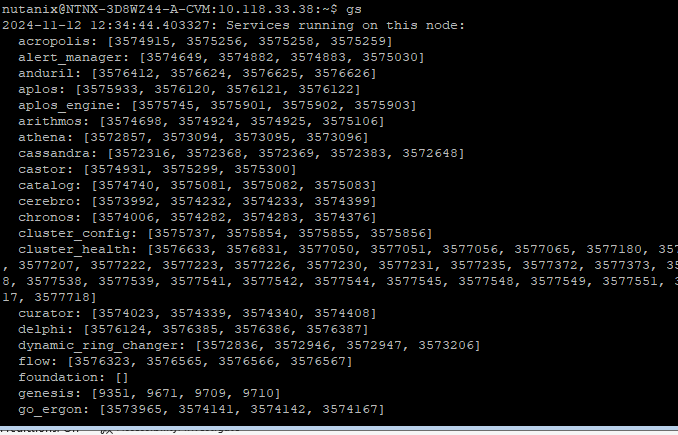 nutanix@NTNX-3D8WZ44-A-CVM:10.118.33.38:~$ gs
2024-11-12 12:34:44.403327: Services running on this node:
acropolis: [3574915, 3575256, 3575258, 3575259]
alert_manager: [3574649, 3574882, 3574883, 3575030]
anduril: [3576412, 3576624, 3576625, 3576626]
aplos: [3575933, 3576120, 3576121, 3576122]
aplos_engine: [3575745, 3575901, 3575902, 3575903]
arithmos: [3574698, 3574924, 3574925, 3575106]
athena: [3572857, 3573094, 3573095, 3573096]
cassandra: [3572316, 3572368, 3572369, 3572383, 3572648]
castor: [3574931, 3575299, 3575300]
catalog: [3574740, 3575081, 3575082, 3575083]
cerebro: [3573992, 3574232, 3574233, 3574399]
chronos: [3574006, 3574282, 3574283, 3574376]
cluster_config: [3575737, 3575854, 3575855, 3575856]
cluster_health: [3576633, 3576831, 3577050, 3577051, 3577056, 3577065, 3577180, 357
, 3577207, 3577222, 3577223, 3577226, 3577230, 3577231, 3577235, 3577372, 3577373, 35
8, 3577538, 3577539, 3577541, 3577542, 3577544, 3577545, 3577548, 3577549, 3577551, 3
17, 3577718]
curator: [3574023, 3574339, 3574340, 3574408]
delphi: [3576124, 3576385, 3576386, 3576387]
dynamic_ring_changer: [3572836, 3572946, 3572947, 3573206]
flow: [3576323, 3576565, 3576566, 3576567]
foundation: []
genesis: [9351, 9671, 9709, 9710]
go_ergon: [3573965, 3574141, 3574142, 3574167]